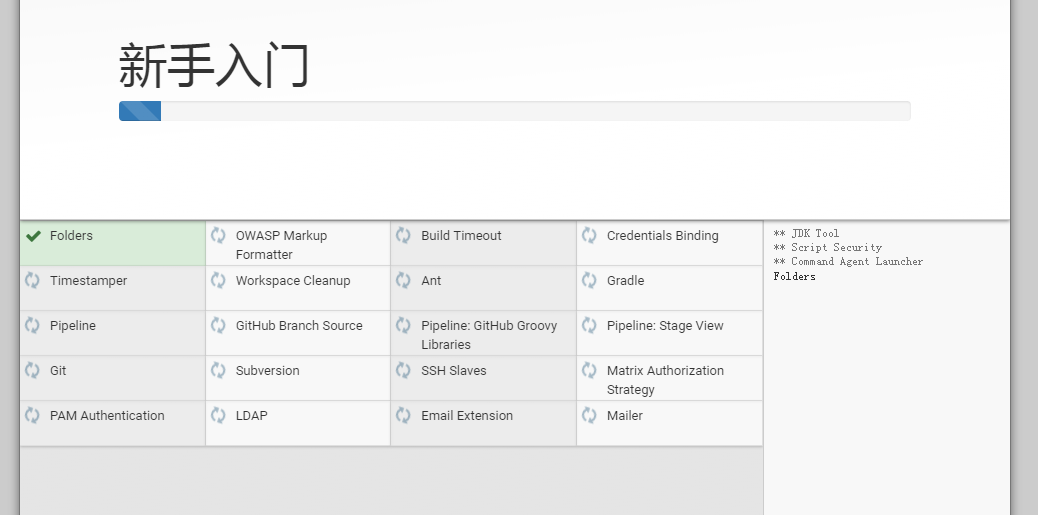 新手入门
Folders
OWASP Markup
Formatter
Build Timeout
Credentials Binding
Timestamper
Workspace Cleanup
Ant
Gradle
Pipeline
GitHub Branch Source
Pipeline: GitHub Groovy
Libraries
Pipeline: Stage View
Git
Subversion
SSH Slaves
Matrix Authorization
Strategy
PAM Authentication
LDAP
Email Extension
Mailer
** JDK Tool
** Script Security
** Command Agent Launcher
Folders